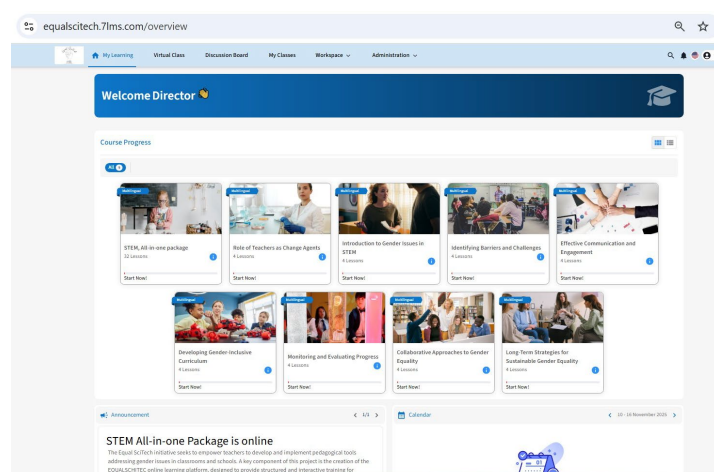 equalscitech.7lms.com/overview
My Learning Virtual Class Discussion Board My Classes Workspace Administration
Welcome Director
Course Progress
All 9
Multilingual
STEM, All-in-one package
32 Lessons
Start Now!
Multilingual
Role of Teachers as Change Agents
4 Lessons
Start Now!
Multilingual
Introduction to Gender Issues in
STEM
4 Lessons
Start Now!
Multilingual
Identifying Barriers and Challenges
4 Lessons
Start Now!
Multilingual
Effective Communication and
Engagement
4 Lessons
Start Now!
Multilingual
Developing Gender-Inclusive
Curriculum
4 Lessons
Start Now!
Multilingual
Monitoring and Evaluating Progress
4 Lessons
Start Now!
Multilingual
Collaborative Approaches to Gender
Equality
4 Lessons
Start Now!
Multilingual
Long-Term Strategies for
Sustainable Gender Equality
4 Lessons
Start Now!
Announcement
1/1
STEM All-in-one Package is online
The Equal SciTech initiative seeks to empower teachers to develop and implement pedagogical tools
addressing gender issues in classrooms and schools. A key component of this project is the creation of the
EQUALSCHITEC online learning platform, designed to provide structured and interactive training for
Calendar
10 - 16 November 2025
01